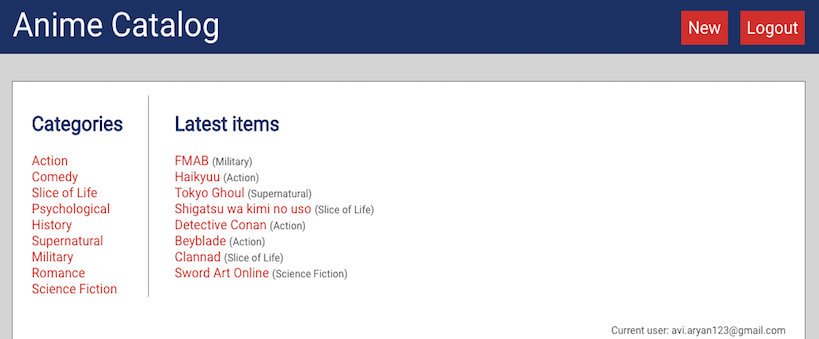 Anime Catalog
New
Logout
Categories
Action
Comedy
Slice of Life
Psychological
History
Supernatural
Military
Romance
Science Fiction
Latest items
FMAB (Military)
Haikyuu (Action)
Tokyo Ghoul (Supernatural)
Shigatsu wa kimi no uso (Slice of Life)
Detective Conan (Action)
Beyblade (Action)
Clannad (Slice of Life)
Sword Art Online (Science Fiction)
Current user: avi.aryan123@gmail.com